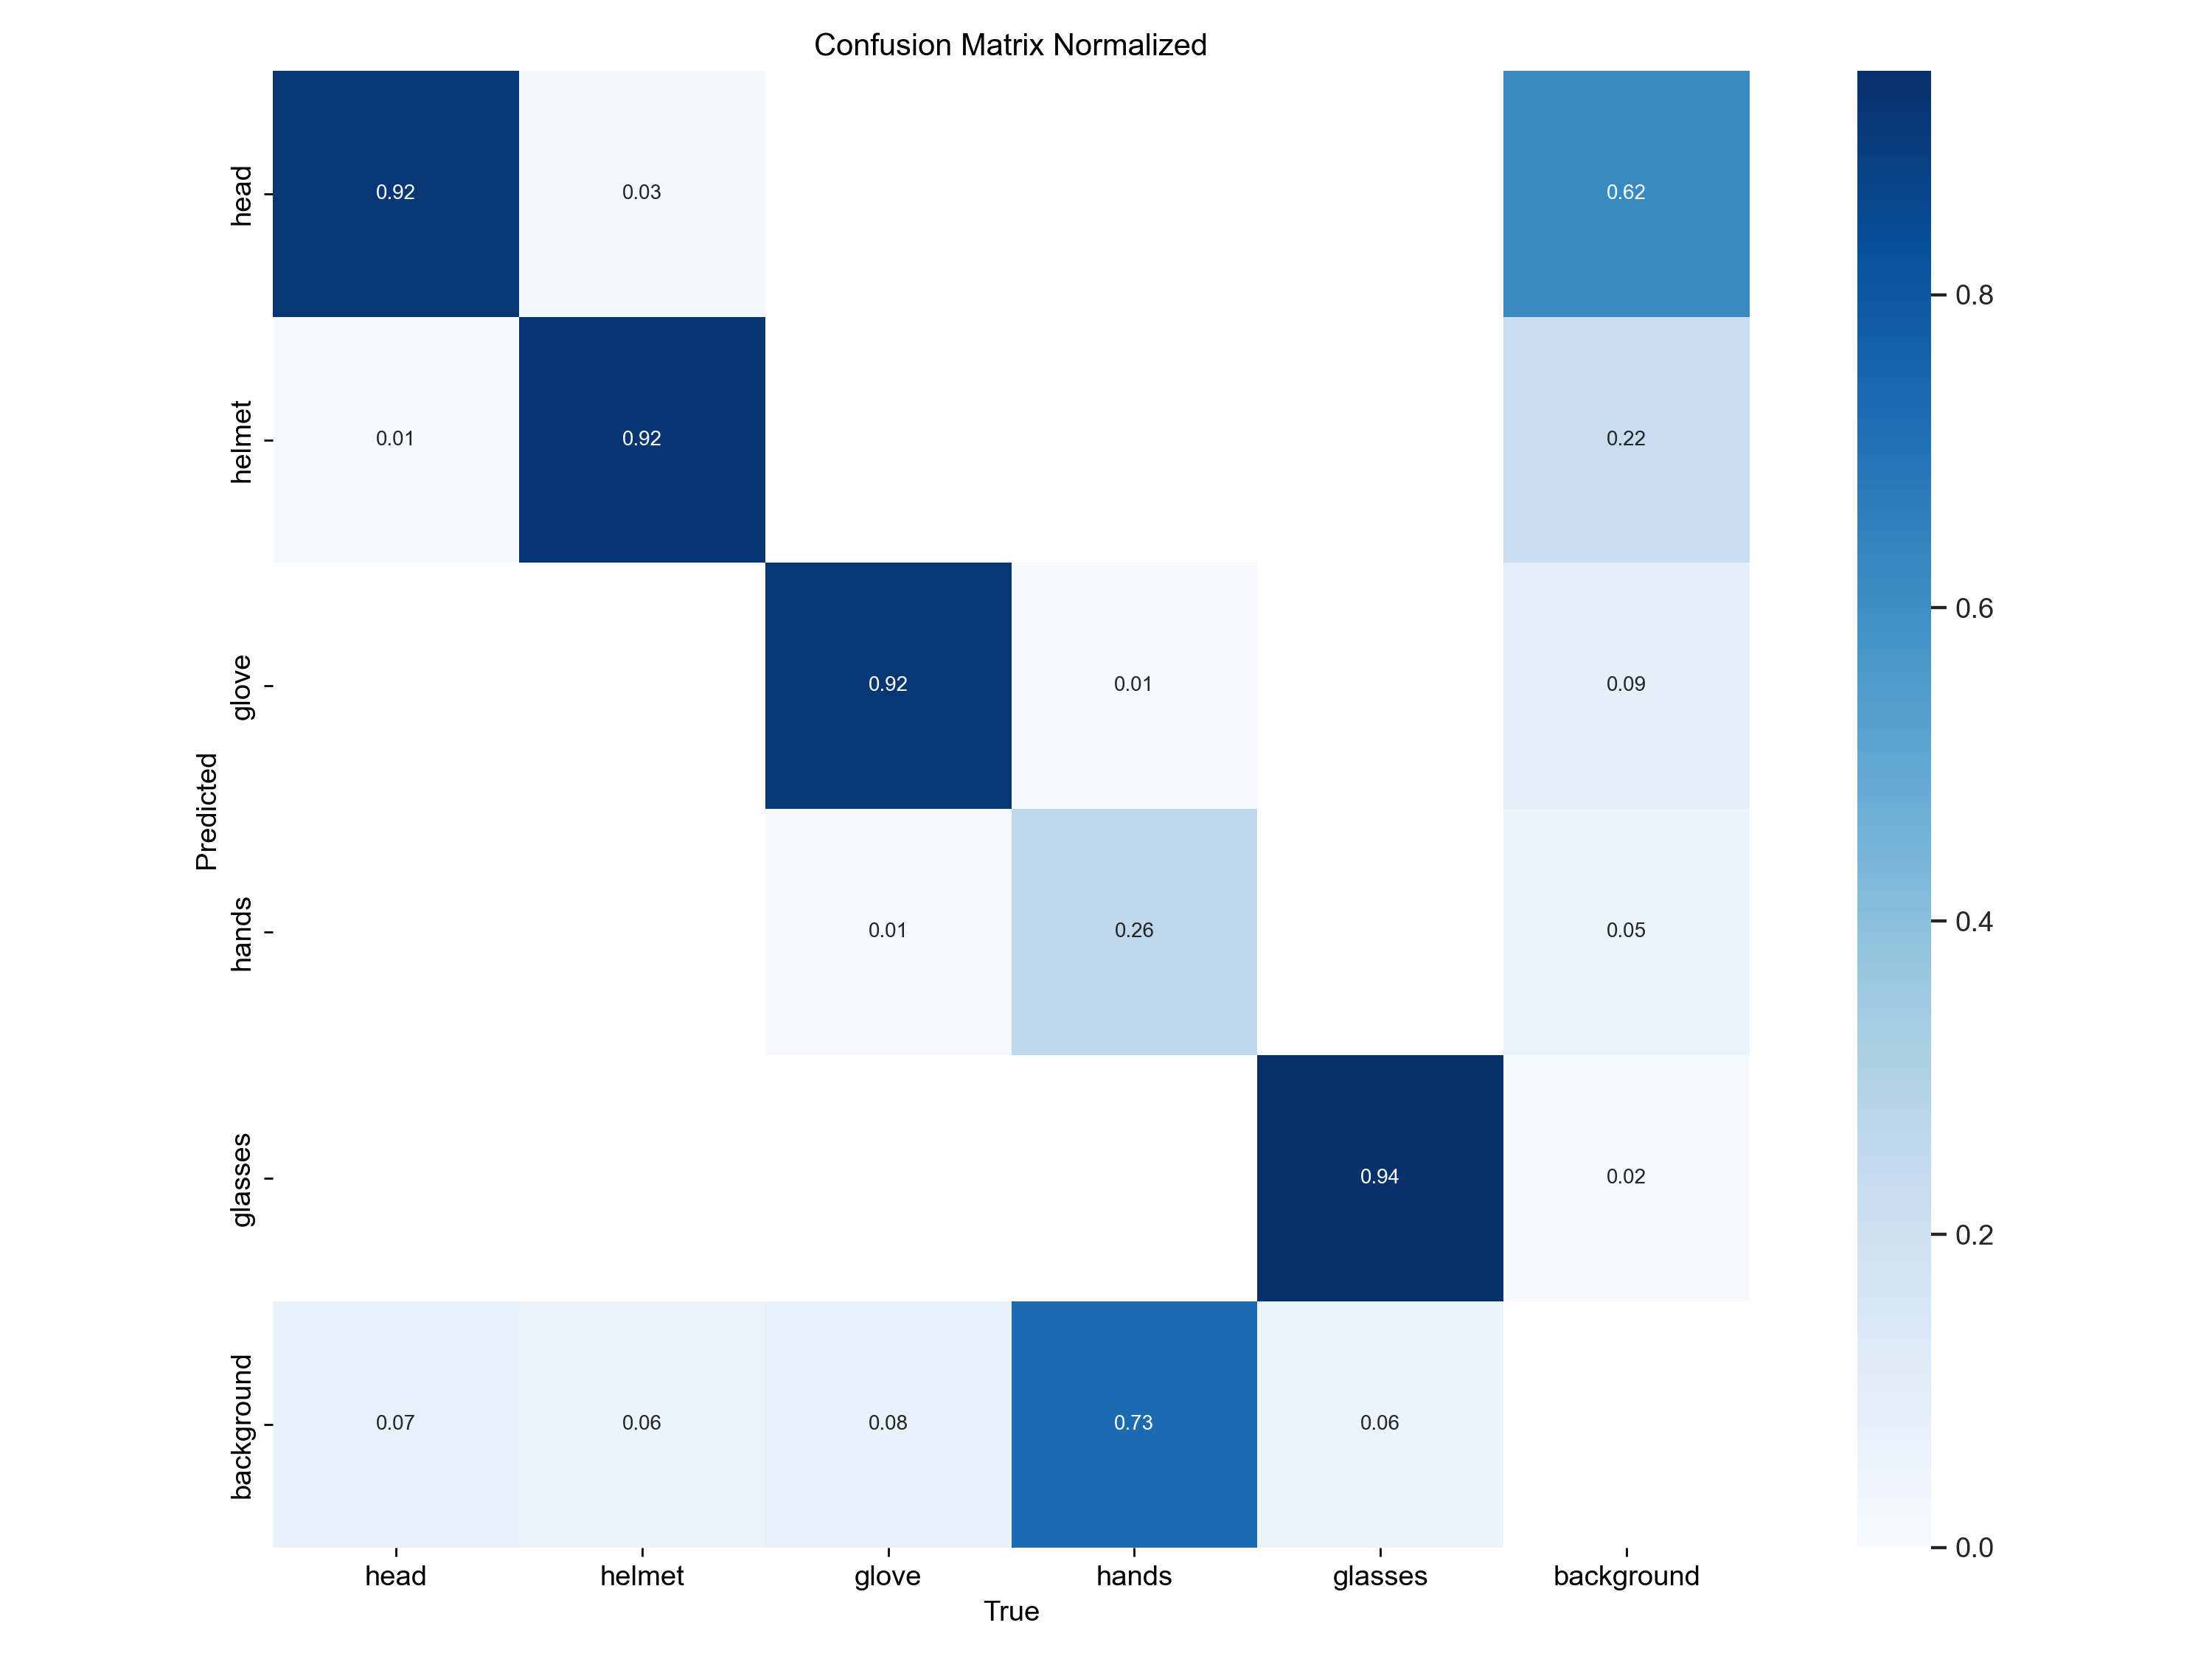 Confusion Matrix Normalized
head
0.92
0.03
0.62
helmet
0.01
0.92
0.22
glove
0.92
0.01
0.09
hands
0.01
0.26
0.05
glasses
0.94
0.02
background
0.07
0.06
0.08
0.73
0.06
Predicted
head
helmet
glove
hands
glasses
background
True
0.8
0.6
0.4
0.2
0.0